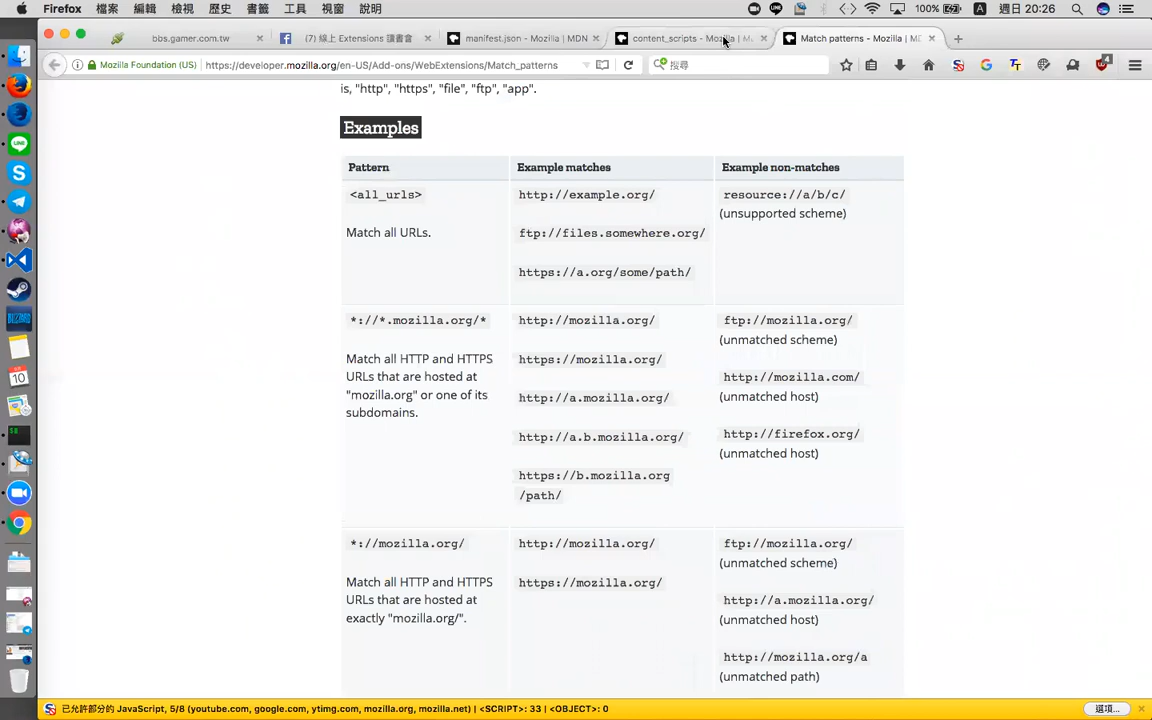 Firefox 檔案 編輯 檢視 歷史 書籤 工具 視窗 說明 100% A 週日 20:26
bbs.gamer.com.tw (7) 線上 Extensions 讀書會 manifest.json - Mozilla | MDN content_scripts - Mozilla | M Match patterns - Mozilla | MD
Mozilla Foundation (US) https://developer.mozilla.org/en-US/Add-ons/WebExtensions/Match_patterns 搜尋 4
is, "http", "https", "file", "ftp", "app".
Examples
Pattern Example matches Example non-matches
<all_urls> http://example.org/ resource://a/b/c/
(unsupported scheme)
Match all URLs. ftp://files.somewhere.org/
https://a.org/some/path/
*://*.mozilla.org/* http://mozilla.org/ ftp://mozilla.org/
(unmatched scheme)
Match all HTTP and HTTPS https://mozilla.org/
URLs that are hosted at http://mozilla.com/
"mozilla.org" or one of its http://a.mozilla.org/ (unmatched host)
subdomains.
http://a.b.mozilla.org/ http://firefox.org/
(unmatched host)
https://b.mozilla.org
/path/
*://mozilla.org/ http://mozilla.org/ ftp://mozilla.org/
(unmatched scheme)
Match all HTTP and HTTPS https://mozilla.org/
URLs that are hosted at http://a.mozilla.org/
exactly "mozilla.org/". (unmatched host)
http://mozilla.org/a
(unmatched path)
已允許部分的 JavaScript, 5/8 (youtube.com, google.com, ytimg.com, mozilla.org, mozilla.net) | <SCRIPT>: 33 | <OBJECT>: 0 選項...